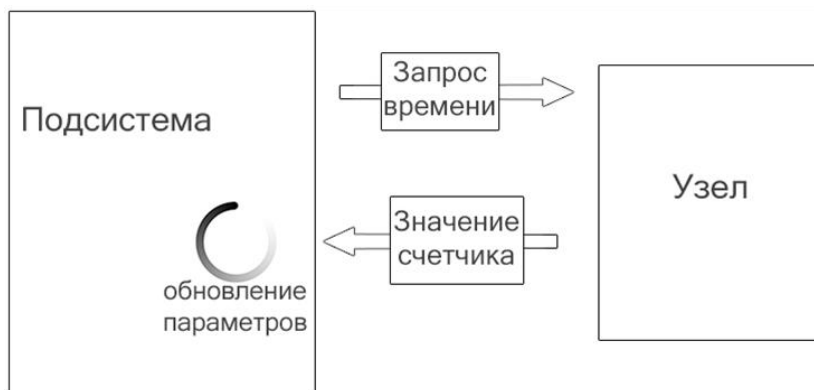 Подсистема
обновление
параметров
Запрос
времени
Значение
счетчика
Узел